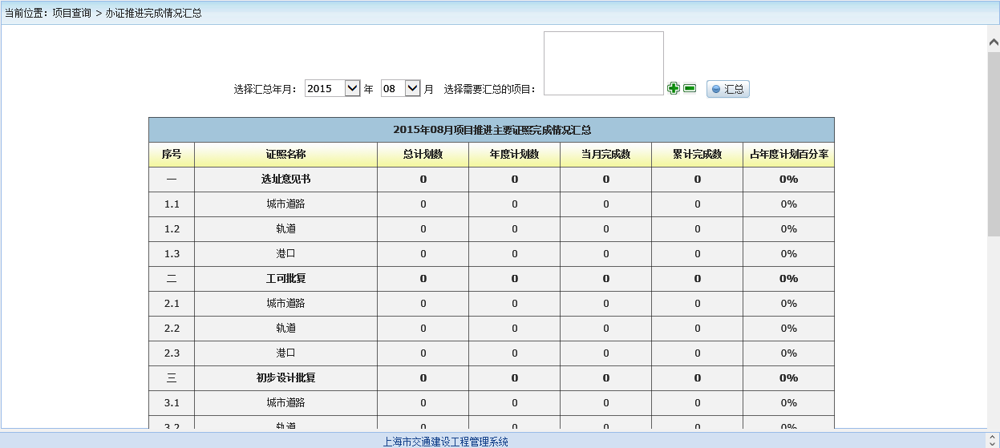 当前位置：项目查询 > 办证推进完成情况汇总
选择汇总年月： 2015 年 08 月 选择需要汇总的项目： 汇总
2015年08月项目推进主要证照完成情况汇总
序号 证照名称 总计划数 年度计划数 当月完成数 累计完成数 占年度计划百分率
一 选址意见书 0 0 0 0 0%
1.1 城市道路 0 0 0 0 0%
1.2 轨道 0 0 0 0 0%
1.3 港口 0 0 0 0 0%
二 工可批复 0 0 0 0 0%
2.1 城市道路 0 0 0 0 0%
2.2 轨道 0 0 0 0 0%
2.3 港口 0 0 0 0 0%
三 初步设计批复 0 0 0 0 0%
3.1 城市道路 0 0 0 0 0%
3.2 轨道 0 0 0 0 0%
上海市交通建设工程管理系统